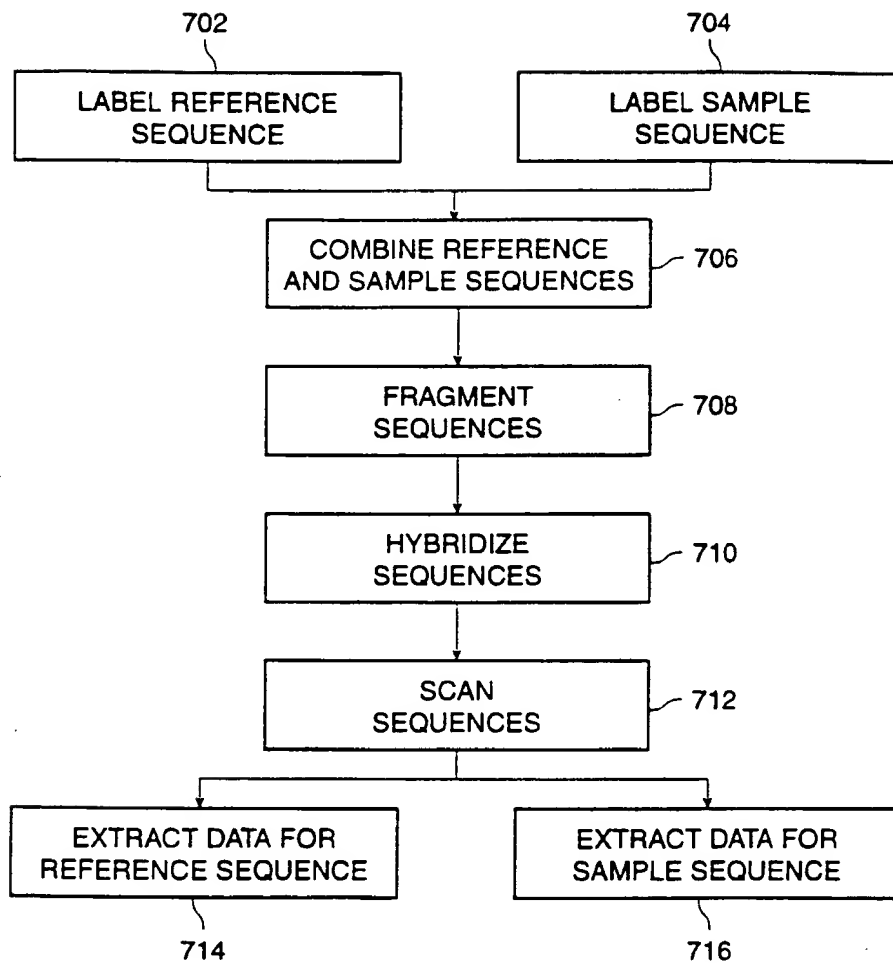 702
704
LABEL REFERENCE
SEQUENCE
LABEL SAMPLE
SEQUENCE
COMBINE REFERENCE
AND SAMPLE SEQUENCES
706
FRAGMENT
SEQUENCES
708
HYBRIDIZE
SEQUENCES
710
SCAN
SEQUENCES
712
EXTRACT DATA FOR
REFERENCE SEQUENCE
EXTRACT DATA FOR
SAMPLE SEQUENCE
714
716